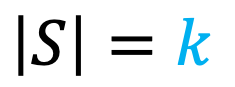 |S| = k